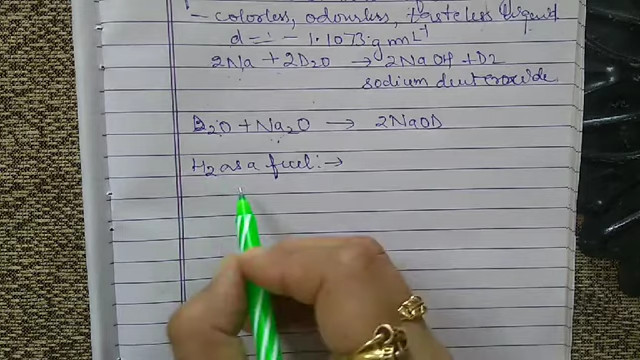 - colorless, odourless, tasteless liquid
d = 1.1073 g mL⁻¹
2Na + 2D₂O → 2NaOH + D2
sodium deuteroxide
D₂O + Na₂O → 2NaOD
H₂ as a fuel :→